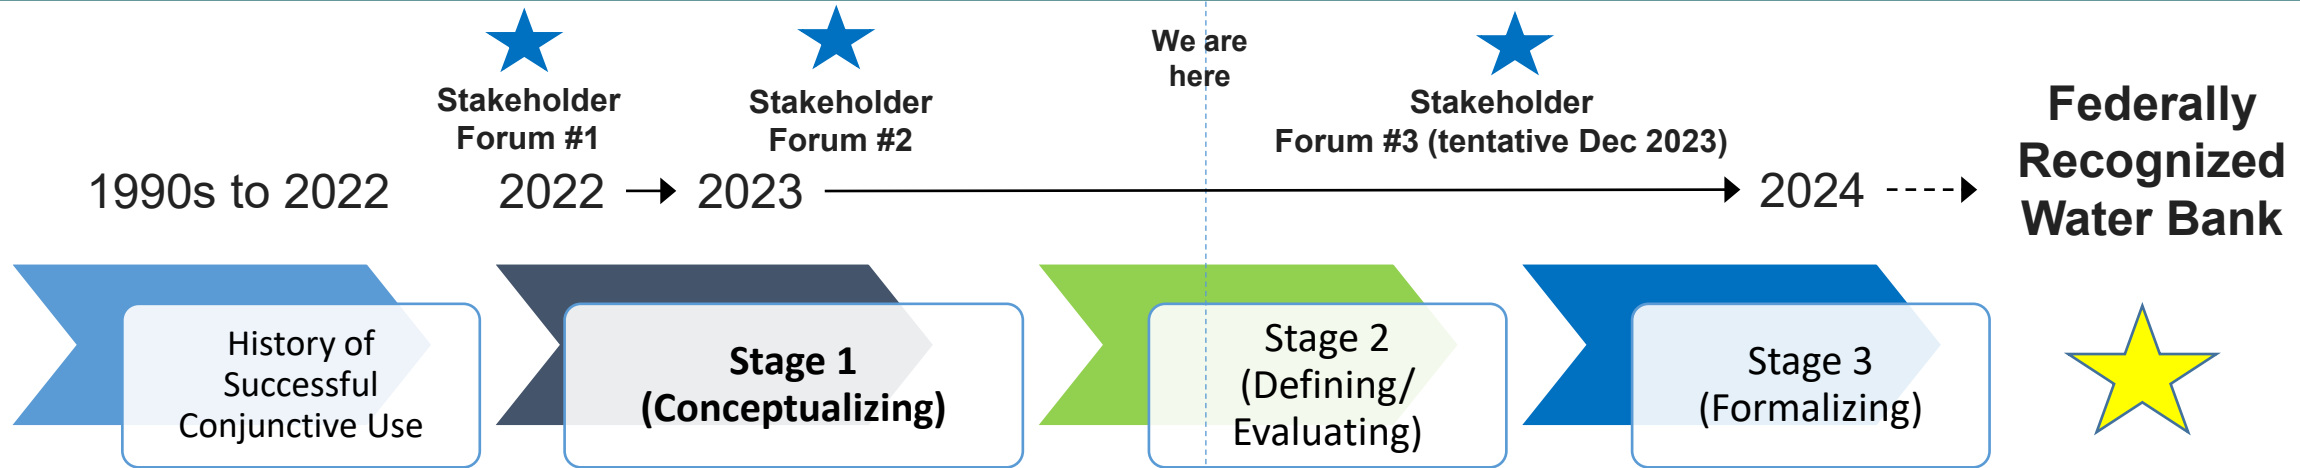 Stakeholder
Forum #1
Stakeholder
Forum #2
We are
here
Stakeholder
Forum #3 (tentative Dec 2023)
1990s to 2022
2022
2023
2024
Federally
Recognized
Water Bank
History of
Successful
Conjunctive Use
Stage 1
(Conceptualizing)
Stage 2
(Defining/
Evaluating)
Stage 3
(Formalizing)